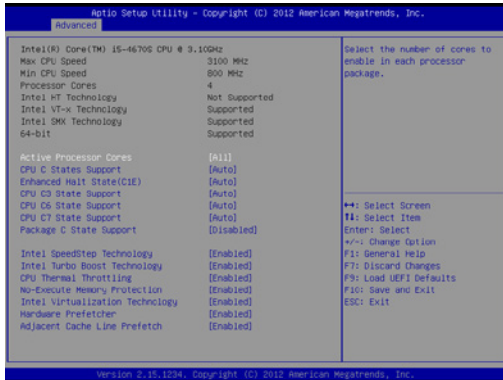 Aptio Setup Utility - Copyright (C) 2012 American Megatrends, Inc.
Advanced
Intel(R) Core(TM) i5-4670S CPU @ 3.10GHz
Max CPU Speed 3100 MHz
Min CPU Speed 800 MHz
Processor Cores 4
Intel HT Technology Not Supported
Intel VT-x Technology Supported
Intel SMX Technology Supported
64-bit Supported
Active Processor Cores [All]
CPU C States Support [Auto]
Enhanced Halt State(C1E) [Auto]
CPU C3 State Support [Auto]
CPU C6 State Support [Auto]
CPU C7 State Support [Auto]
Package C State Support [Disabled]
Intel SpeedStep Technology [Enabled]
Intel Turbo Boost Technology [Enabled]
CPU Thermal Throttling [Enabled]
No-Execute Memory Protection [Enabled]
Intel Virtualization Technology [Enabled]
Hardware Prefetcher [Enabled]
Adjacent Cache Line Prefetch [Enabled]
Select the number of cores to
enable in each processor
package.
↔: Select Screen
↑↓: Select Item
Enter: Select
+/-: Change Option
F1: General Help
F7: Discard Changes
F9: Load UEFI Defaults
F10: Save and Exit
ESC: Exit
Version 2.15.1234. Copyright (C) 2012 American Megatrends, Inc.